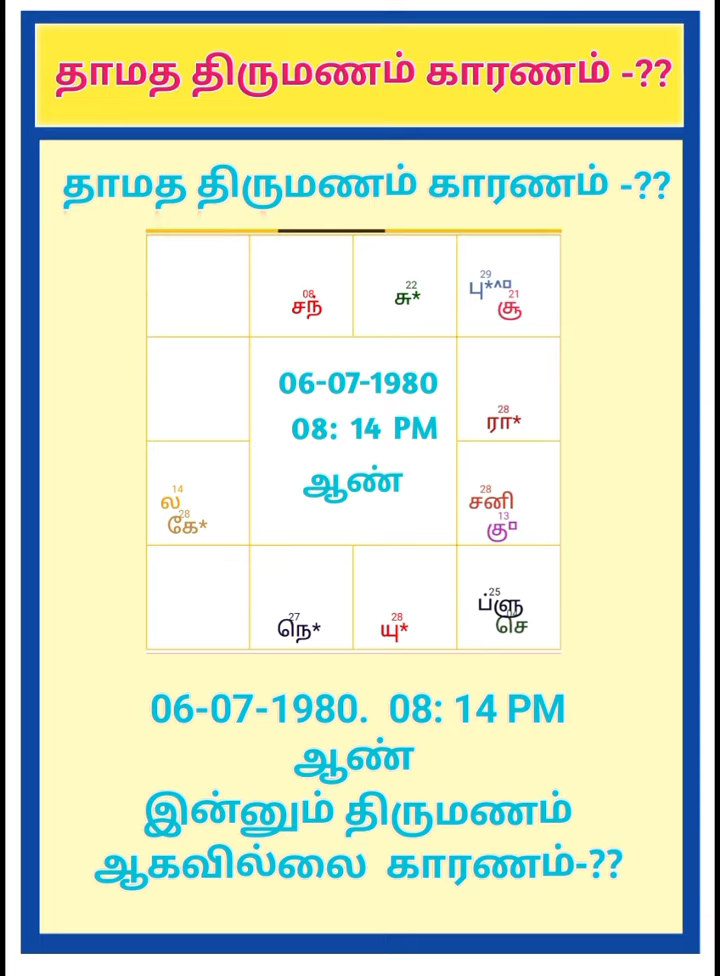 தாமத திருமணம் காரணம் -??
தாமத திருமணம் காரணம் -??
08
சந்
22
சு*
29
பு*^¤
21
சூ
06-07-1980
08: 14 PM
ஆண்
28
ரா*
14
ல
28
கே*
28
சனி
13
கு¤
27
நெ*
28
யு*
25
ப்ளு
செ
06-07-1980. 08: 14 PM
ஆண்
இன்னும் திருமணம்
ஆகவில்லை காரணம்-??